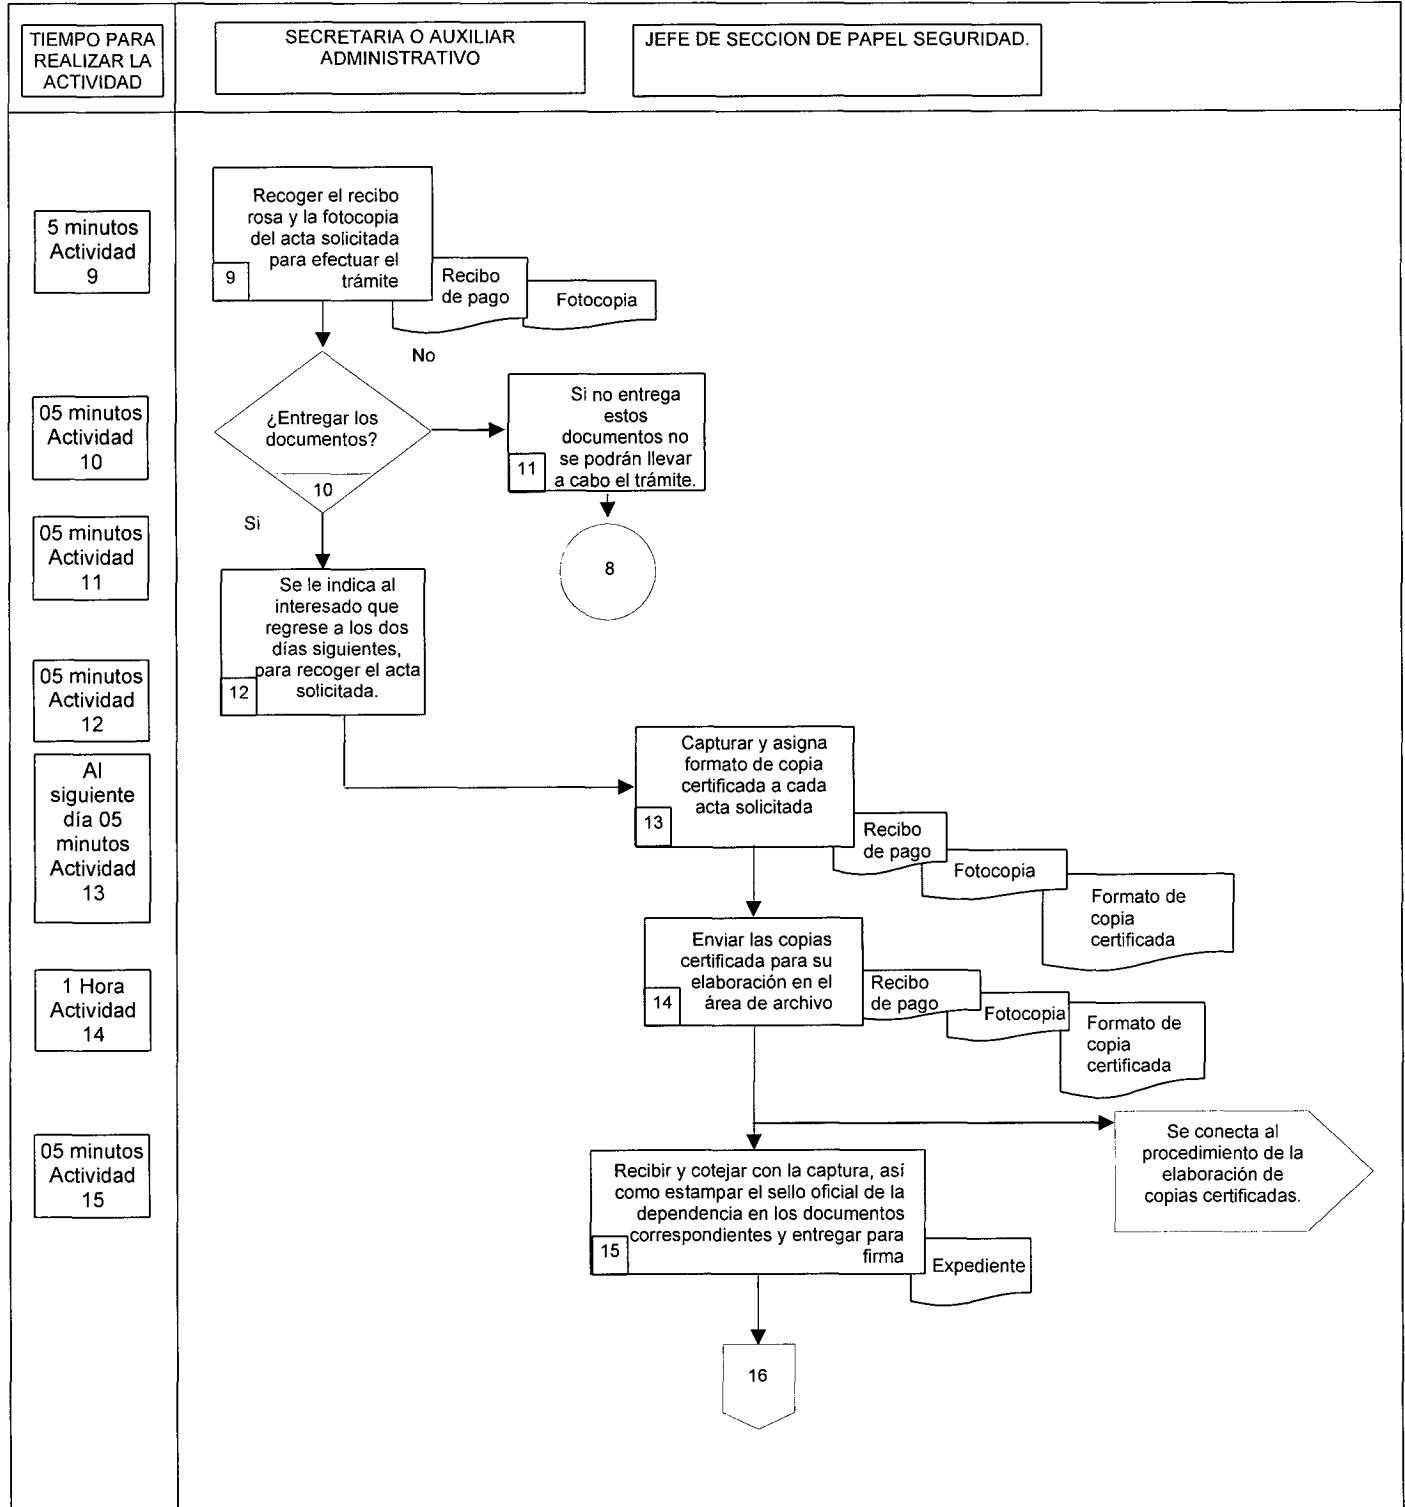 TIEMPO PARA
REALIZAR LA
ACTIVIDAD
SECRETARIA O AUXILIAR
ADMINISTRATIVO
JEFE DE SECCION DE PAPEL SEGURIDAD.
5 minutos
Actividad
9
Recoger el recibo
rosa y la fotocopia
del acta solicitada
para efectuar el
trámite
9
Recibo
de pago
Fotocopia
No
05 minutos
Actividad
10
¿Entregar los
documentos?
10
Si no entrega
estos
documentos no
se podrán llevar
a cabo el trámite.
11
Si
8
05 minutos
Actividad
11
Se le indica al
interesado que
regrese a los dos
días siguientes,
para recoger el acta
solicitada.
12
05 minutos
Actividad
12
Al
siguiente
día 05
minutos
Actividad
13
Capturar y asigna
formato de copia
certificada a cada
acta solicitada
13
Recibo
de pago
Fotocopia
Formato de
copia
certificada
1 Hora
Actividad
14
Enviar las copias
certificada para su
elaboración en el
área de archivo
14
Recibo
de pago
Fotocopia
Formato de
copia
certificada
Se conecta al
procedimiento de la
elaboración de
copias certificadas.
05 minutos
Actividad
15
Recibir y cotejar con la captura, así
como estampar el sello oficial de la
dependencia en los documentos
correspondientes y entregar para
firma
15
Expediente
16